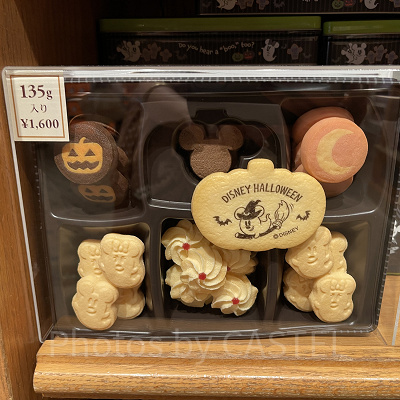 Do you hear a "boo" too?
135g
入り
¥1,600
DISNEY HALLOWEEN
©DISNEY
Photos by CASTEL